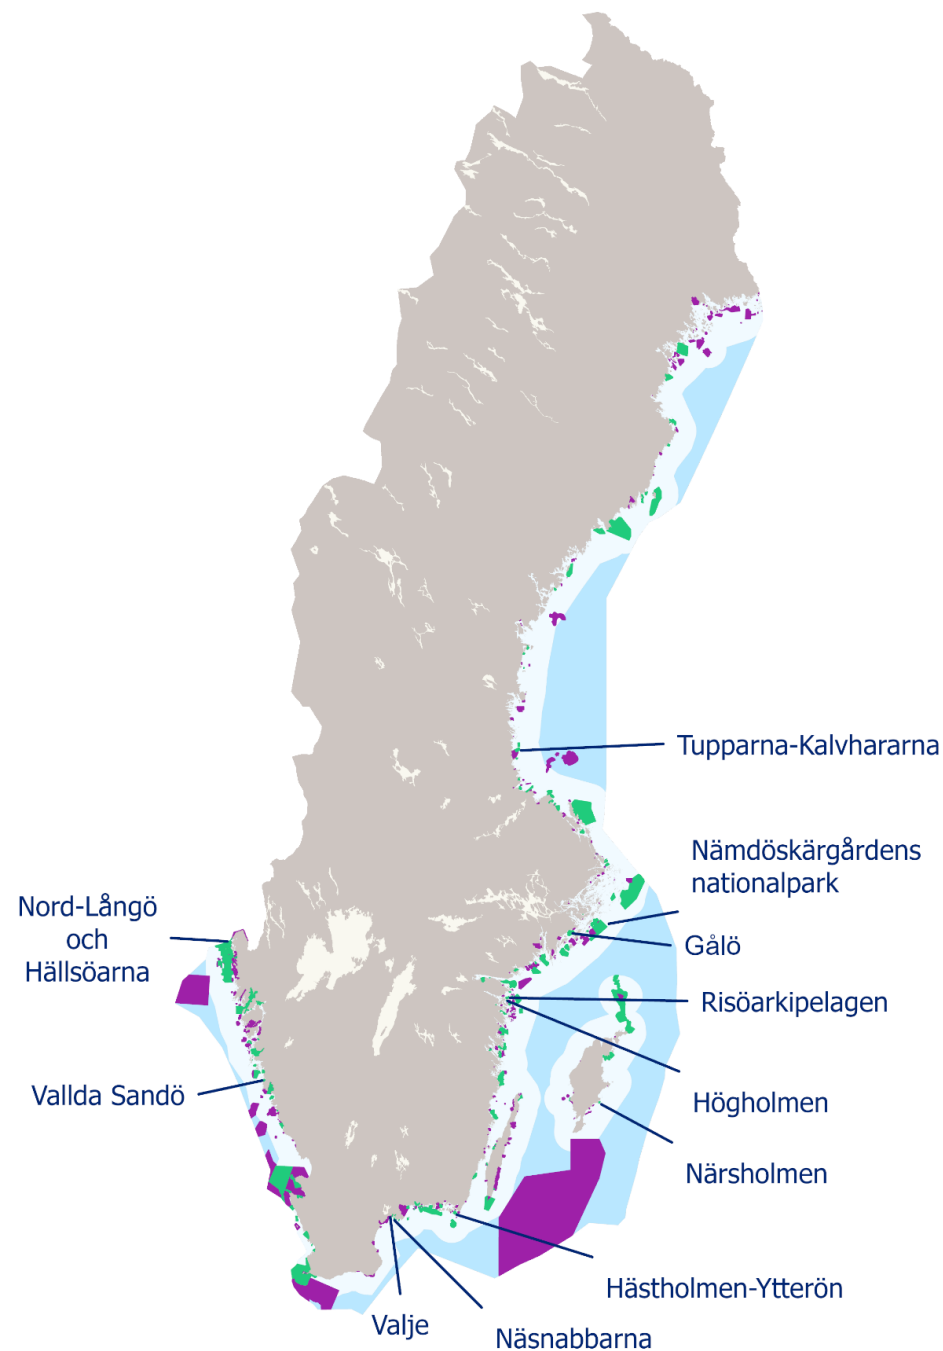 Tupparna-Kalvhararna
Nämdöskärgårdens
nationalpark
Nord-Långö
och
Hällsöarna
Gålö
Risöarkipelagen
Vallda Sandö
Högholmen
Närsholmen
Hästholmen-Ytterön
Valje
Näsnabbarna